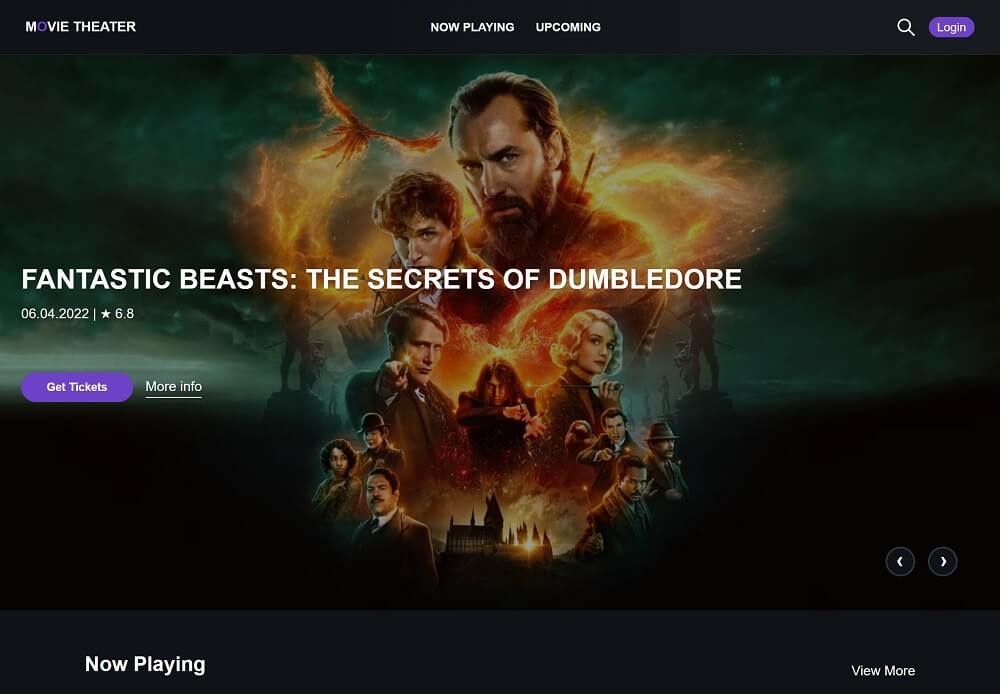 MOVIE THEATER
NOW PLAYING UPCOMING
Login
FANTASTIC BEASTS: THE SECRETS OF DUMBLEDORE
06.04.2022 | ★ 6.8
Get Tickets More info
❮ ❯
Now Playing
View More